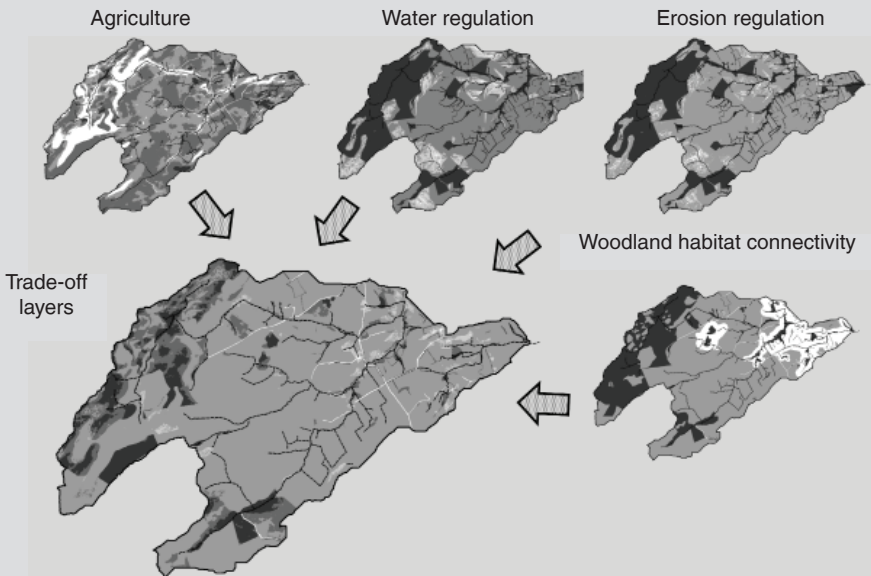 Agriculture
Water regulation
Erosion regulation
Woodland habitat connectivity
Trade-off
layers